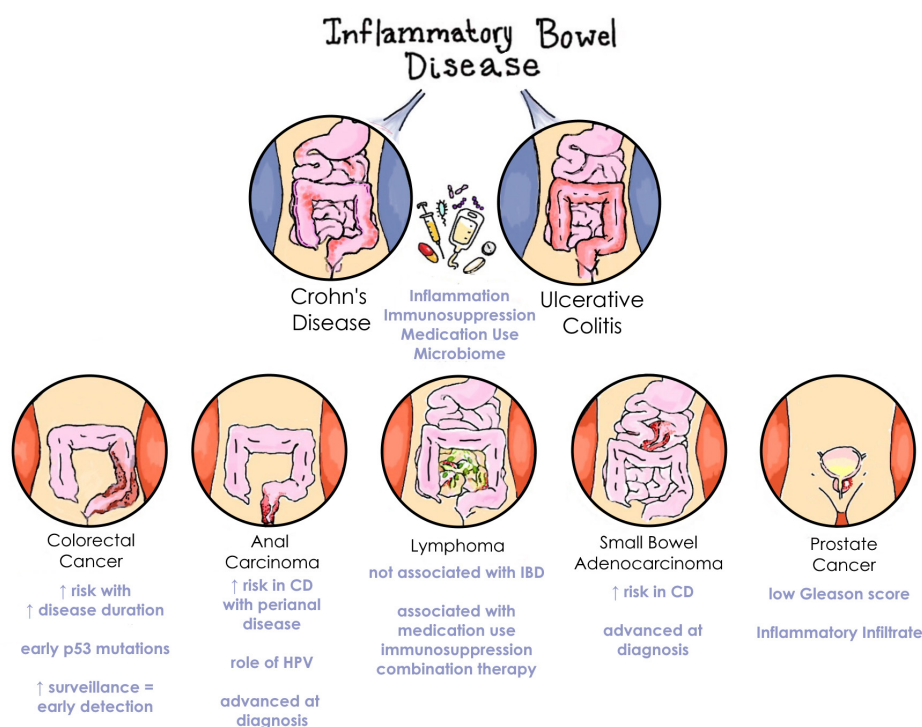 Inflammatory Bowel
Disease
Crohn's
Disease
Inflammation
Immunosuppression
Medication Use
Microbiome
Ulcerative
Colitis
Colorectal
Cancer
↑ risk with
↑ disease duration
early p53 mutations
↑ surveillance =
early detection
Anal
Carcinoma
↑ risk in CD
with perianal
disease
role of HPV
advanced at
diagnosis
Lymphoma
not associated with IBD
associated with
medication use
immunosuppression
combination therapy
Small Bowel
Adenocarcinoma
↑ risk in CD
advanced at
diagnosis
Prostate
Cancer
low Gleason score
Inflammatory Infiltrate